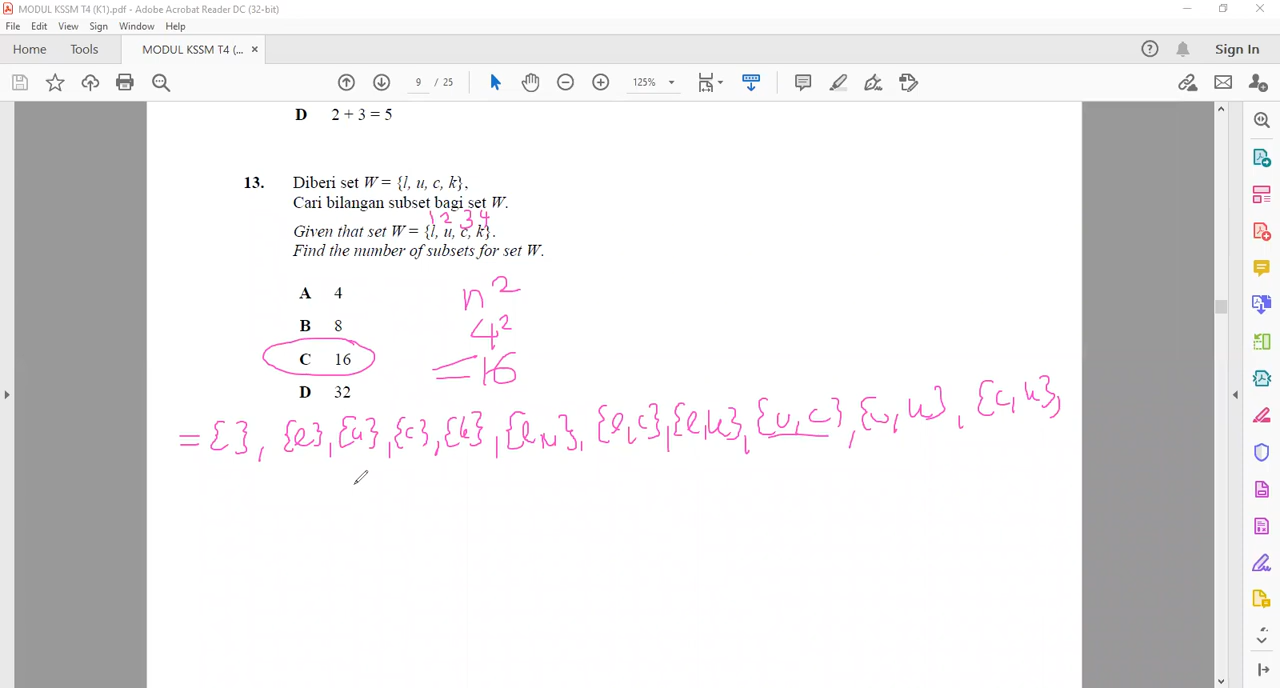 MODUL KSSM T4 (K1).pdf - Adobe Acrobat Reader DC (32-bit)
File Edit View Sign Window Help
Home Tools MODUL KSSM T4 (... × Sign In
9 / 25 125%
D 2 + 3 = 5
13. Diberi set W = {l, u, c, k},
Cari bilangan subset bagi set W.
1 2 3 4
Given that set W = {l, u, c, k}.
Find the number of subsets for set W.
A 4
n²
B 8
4²
C 16
=16
D 32
= { }, {l}, {u}, {c}, {k}, {l, u}, {l, c}, {l, k}, {u, c}, {u, k}, {c, k},